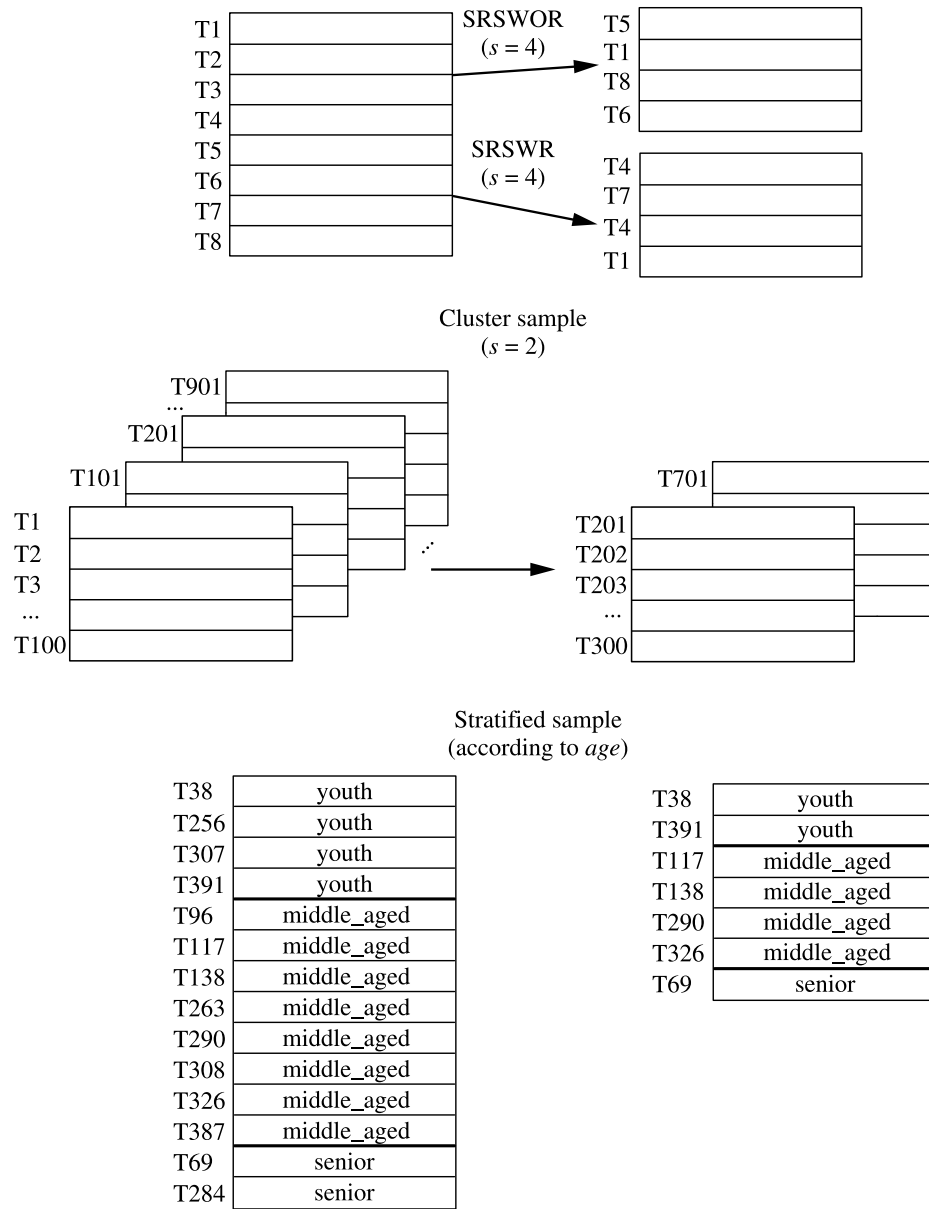 T1
T2
T3
T4
T5
T6
T7
T8
SRSWOR
(s = 4)
SRSWR
(s = 4)
T5
T1
T8
T6
T4
T7
T4
T1
Cluster sample
(s = 2)
T901
...
T201
T101
T1
T2
T3
...
T100
...
T701
T201
T202
T203
...
T300
Stratified sample
(according to age)
T38 youth
T256 youth
T307 youth
T391 youth
T96 middle_aged
T117 middle_aged
T138 middle_aged
T263 middle_aged
T290 middle_aged
T308 middle_aged
T326 middle_aged
T387 middle_aged
T69 senior
T284 senior
T38 youth
T391 youth
T117 middle_aged
T138 middle_aged
T290 middle_aged
T326 middle_aged
T69 senior